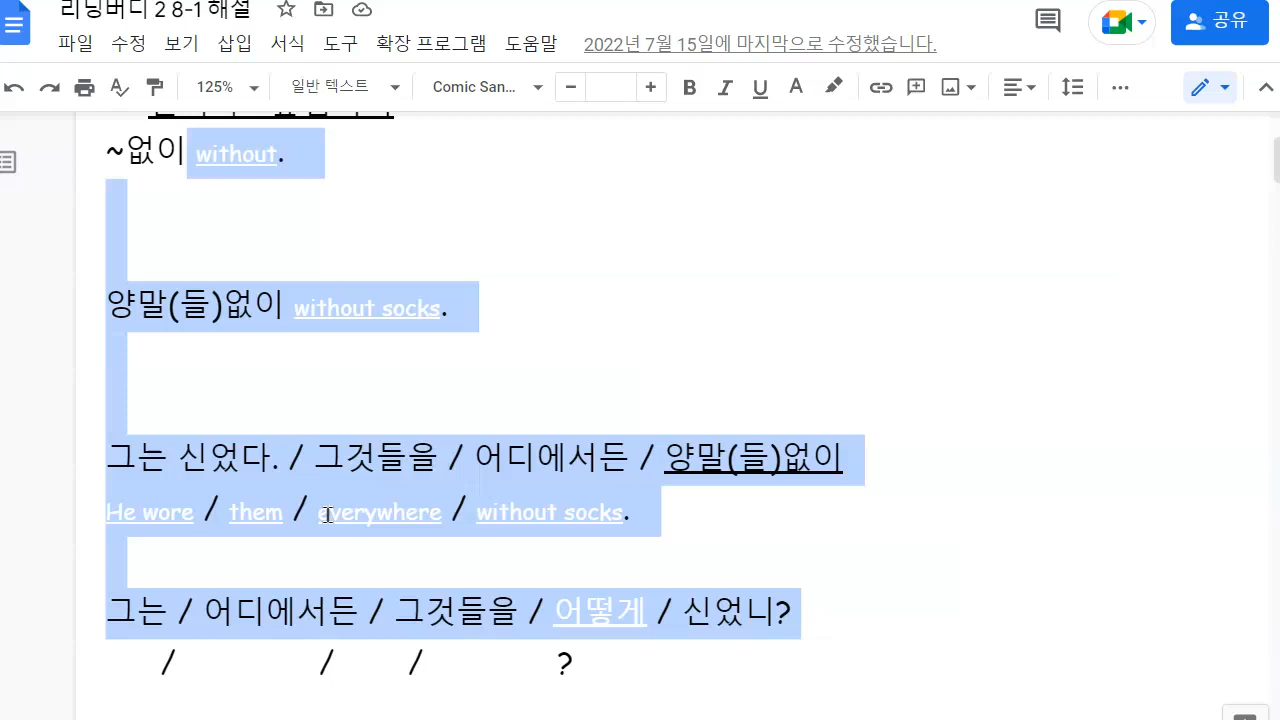 리닝버디 2 8-1 해설
공유
파일 수정 보기 삽입 서식 도구 확장 프로그램 도움말 2022년 7월 15일에 마지막으로 수정했습니다.
125% 일반 텍스트 Comic San... − + B I U A
~없이 without.
양말(들)없이 without socks.
그는 신었다. / 그것들을 / 어디에서든 / 양말(들)없이
He wore / them / everywhere / without socks.
그는 / 어디에서든 / 그것들을 / 어떻게 / 신었니?
/ / / ?